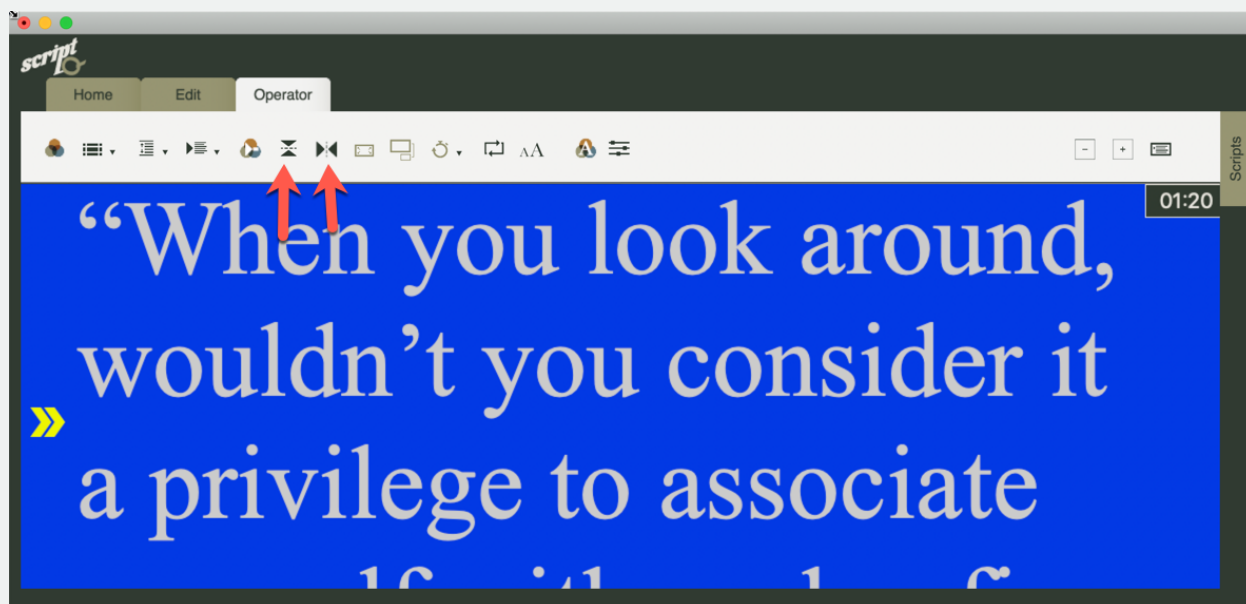 script
Home Edit Operator
AA
Scripts
01:20
“When you look around,
wouldn’t you consider it
a privilege to associate